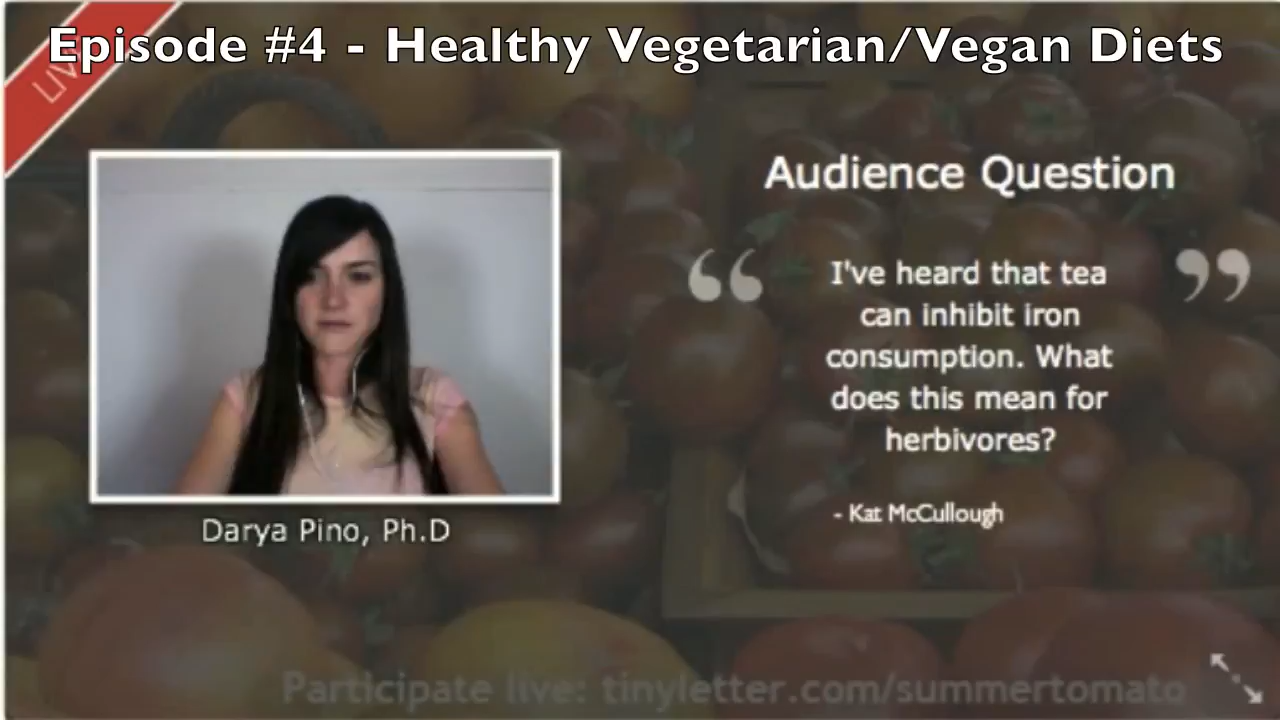 Episode #4 - Healthy Vegetarian/Vegan Diets
LIVE
Audience Question
“ I've heard that tea ”
can inhibit iron
consumption. What
does this mean for
herbivores?
- Kat McCullough
Darya Pino, Ph.D
Participate live: tinyletter.com/summertomato